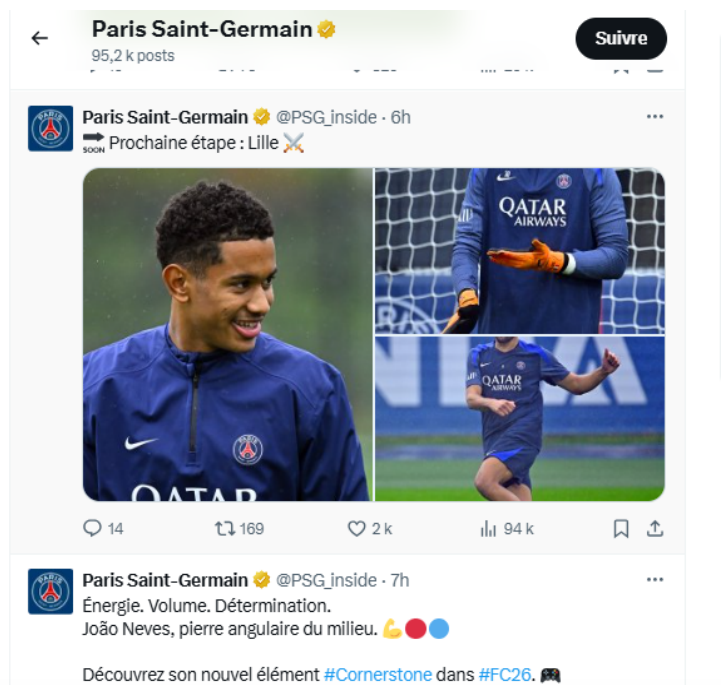 Paris Saint-Germain
95,2 k posts
Suivre
Paris Saint-Germain @PSG_inside · 6h
SOON Prochaine étape : Lille
PARIS
QATAR
AIRWAYS
QATAR
AIRWAYS
QATAR
14 169 2 k 94 k
Paris Saint-Germain @PSG_inside · 7h
Énergie. Volume. Détermination.
João Neves, pierre angulaire du milieu.
Découvrez son nouvel élément #Cornerstone dans #FC26.